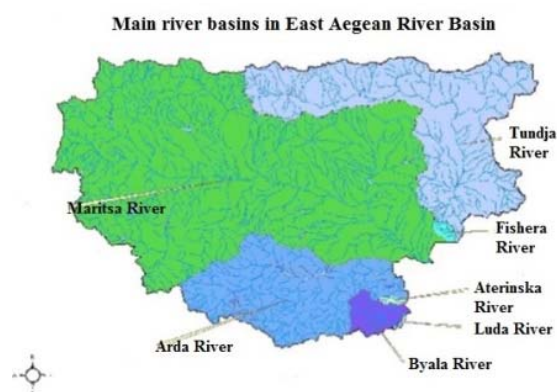 Main river basins in East Aegean River Basin
Tundja
River
Maritsa River
Fishera
River
Aterinska
River
Luda River
Arda River
Byala River